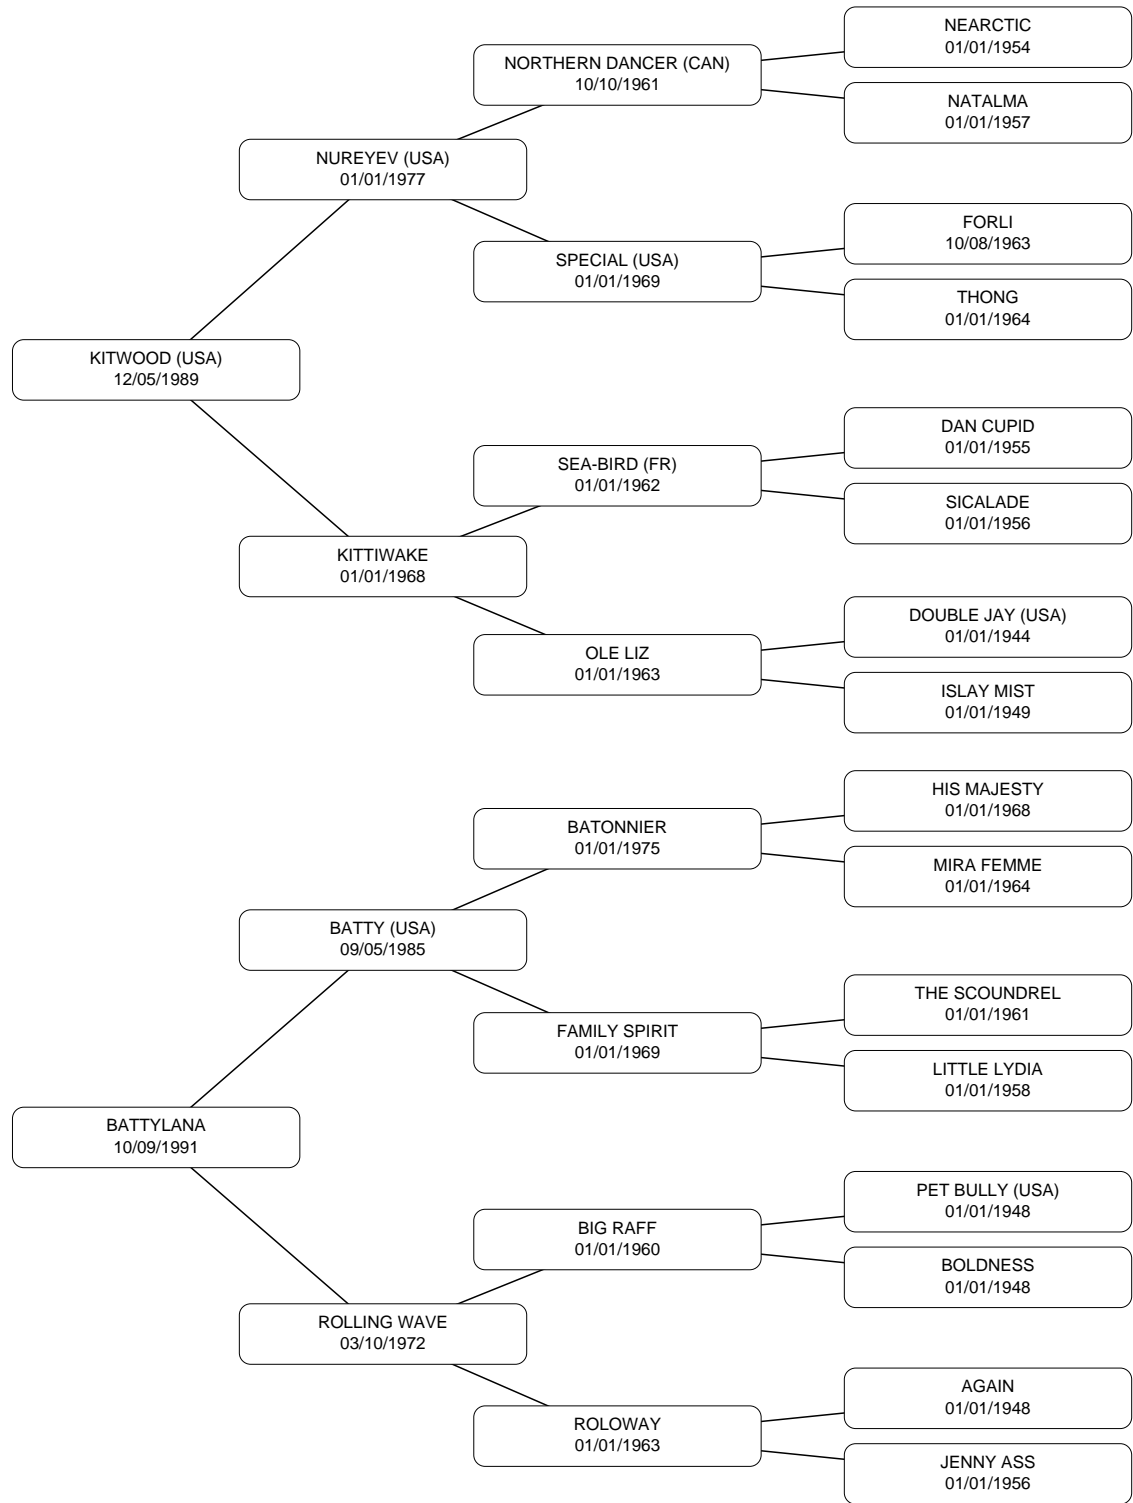 NEARCTIC
01/01/1954
NORTHERN DANCER (CAN)
10/10/1961
NATALMA
01/01/1957
NUREYEV (USA)
01/01/1977
FORLI
10/08/1963
SPECIAL (USA)
01/01/1969
THONG
01/01/1964
KITWOOD (USA)
12/05/1989
DAN CUPID
01/01/1955
SEA-BIRD (FR)
01/01/1962
SICALADE
01/01/1956
KITTIWAKE
01/01/1968
DOUBLE JAY (USA)
01/01/1944
OLE LIZ
01/01/1963
ISLAY MIST
01/01/1949
HIS MAJESTY
01/01/1968
BATONNIER
01/01/1975
MIRA FEMME
01/01/1964
BATTY (USA)
09/05/1985
THE SCOUNDREL
01/01/1961
FAMILY SPIRIT
01/01/1969
LITTLE LYDIA
01/01/1958
BATTYLANA
10/09/1991
PET BULLY (USA)
01/01/1948
BIG RAFF
01/01/1960
BOLDNESS
01/01/1948
ROLLING WAVE
03/10/1972
AGAIN
01/01/1948
ROLOWAY
01/01/1963
JENNY ASS
01/01/1956